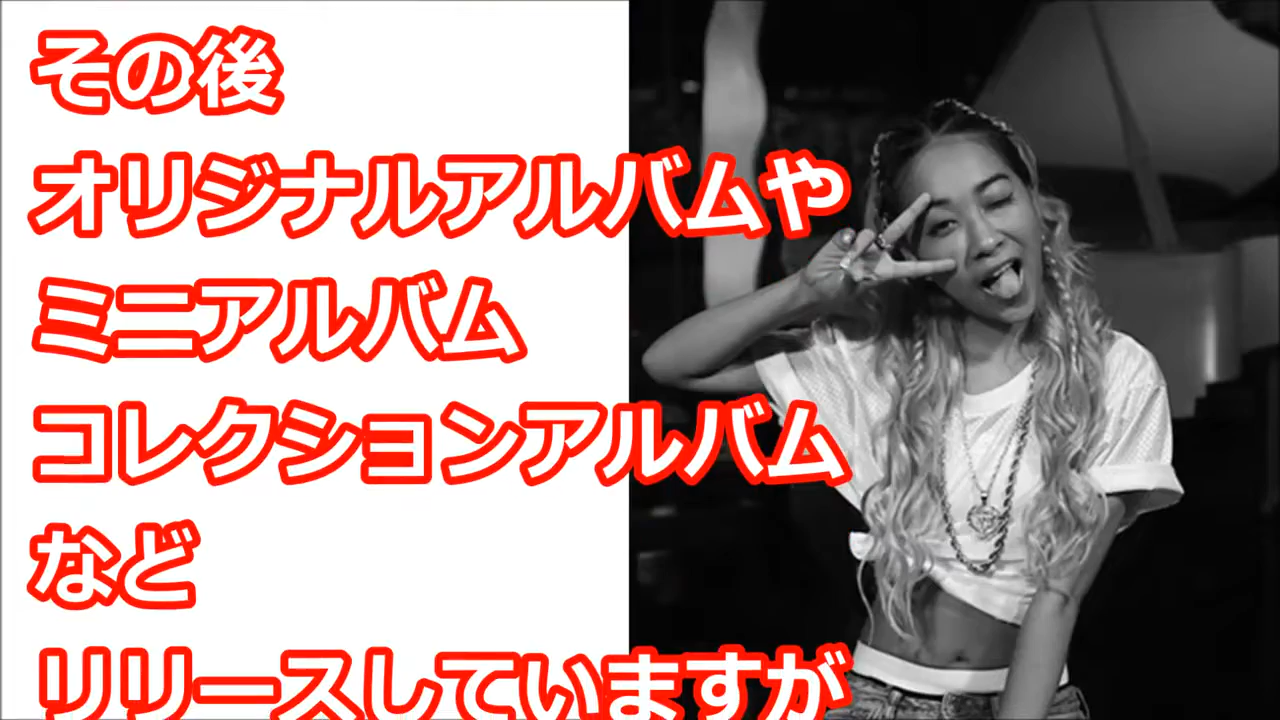 その後
オリジナルアルバムや
ミニアルバム
コレクションアルバム
など
リリースしていますが